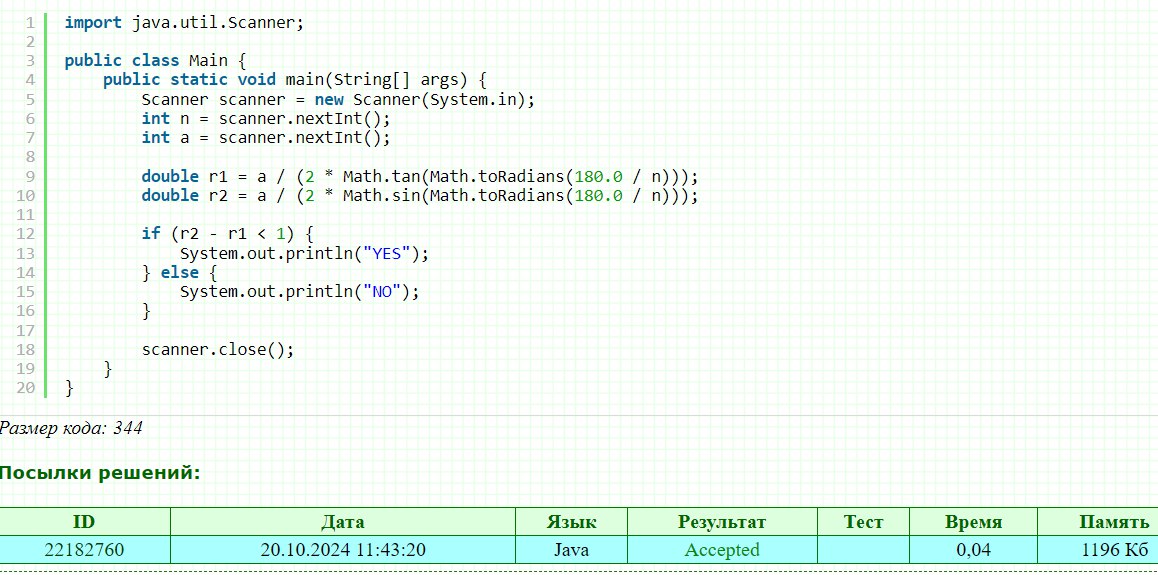 1 import java.util.Scanner;
2
3 public class Main {
4     public static void main(String[] args) {
5         Scanner scanner = new Scanner(System.in);
6         int n = scanner.nextInt();
7         int a = scanner.nextInt();
8
9         double r1 = a / (2 * Math.tan(Math.toRadians(180.0 / n)));
10         double r2 = a / (2 * Math.sin(Math.toRadians(180.0 / n)));
11
12         if (r2 - r1 < 1) {
13             System.out.println("YES");
14         } else {
15             System.out.println("NO");
16         }
17
18         scanner.close();
19     }
20 }
Размер кода: 344
Посылки решений:
ID Дата Язык Результат Тест Время Память
22182760 20.10.2024 11:43:20 Java Accepted 0,04 1196 Кб